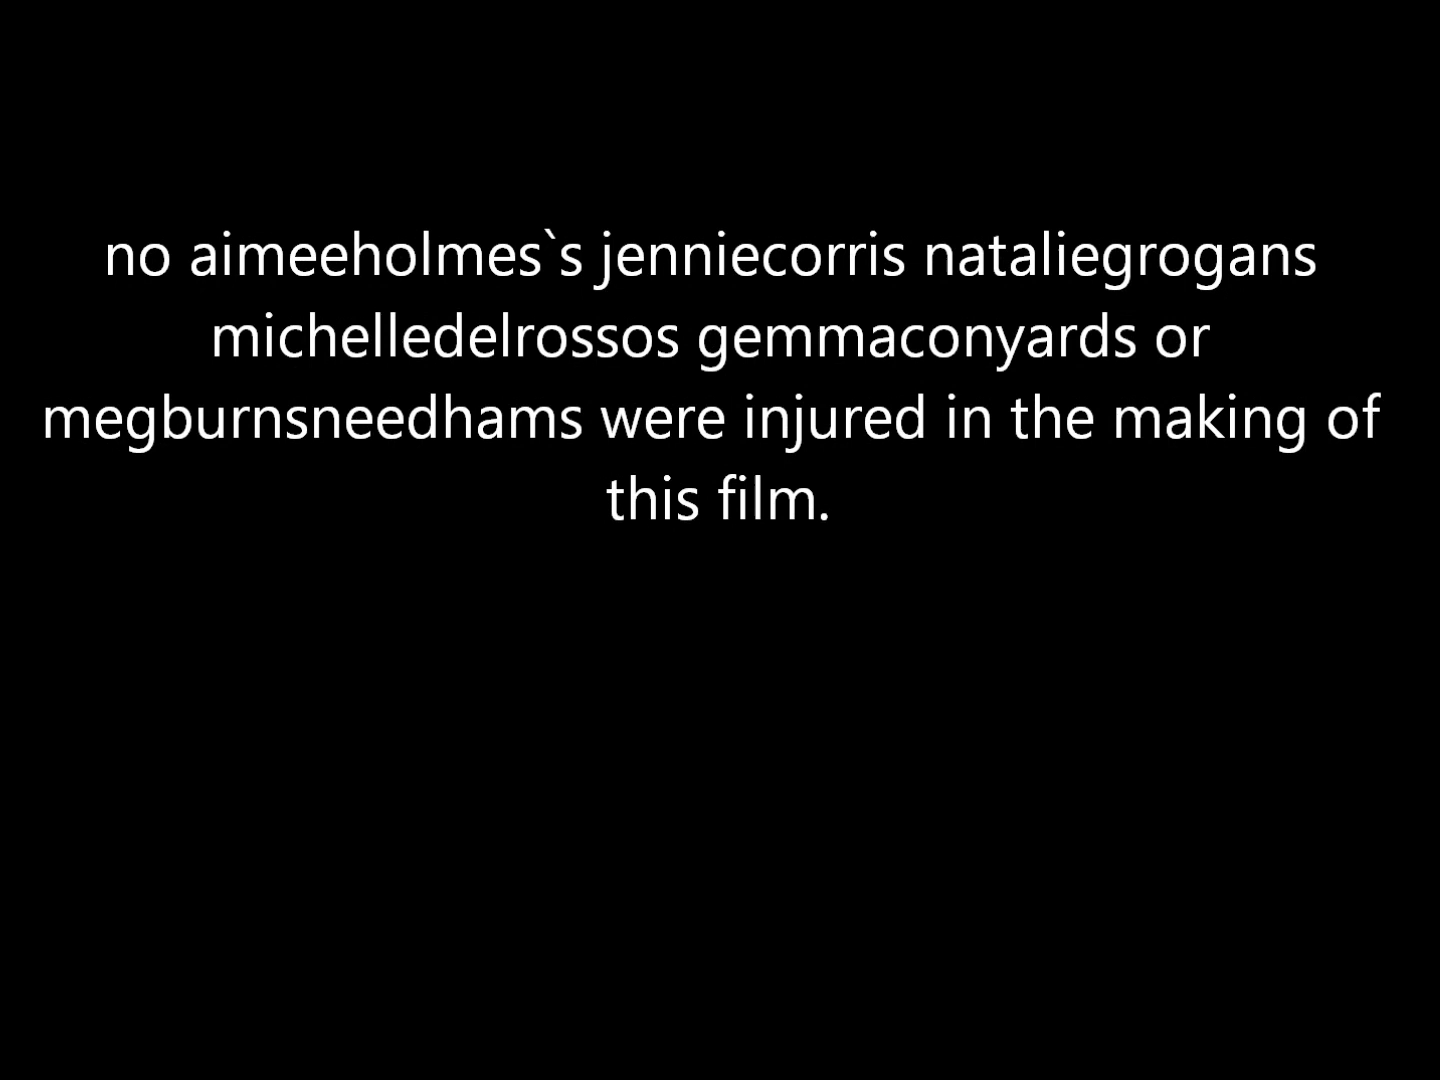 no aimeeholmes`s jenniecorris nataliegrogans
michelledelrossos gemmaconyards or
megburnsneedhams were injured in the making of
this film.